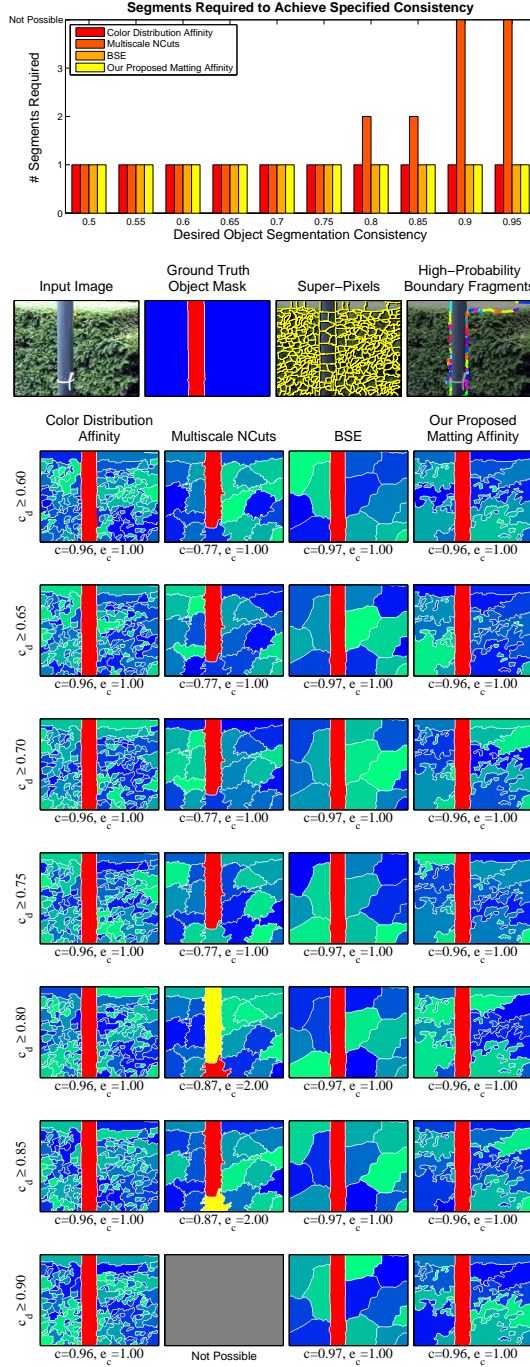 Segments Required to Achieve Specified Consistency
Not Possible
4
3
2
1
0
# Segments Required
Color Distribution Affinity
Multiscale NCuts
BSE
Our Proposed Matting Affinity
0.5 0.55 0.6 0.65 0.7 0.75 0.8 0.85 0.9 0.95
Desired Object Segmentation Consistency
Input Image
Ground Truth
Object Mask
Super-Pixels
High-Probability
Boundary Fragments
Color Distribution
Affinity
Multiscale NCuts
BSE
Our Proposed
Matting Affinity
c_d ≥ 0.60
c=0.96, e_c=1.00 c=0.77, e_c=1.00 c=0.97, e_c=1.00 c=0.96, e_c=1.00
c_d ≥ 0.65
c=0.96, e_c=1.00 c=0.77, e_c=1.00 c=0.97, e_c=1.00 c=0.96, e_c=1.00
c_d ≥ 0.70
c=0.96, e_c=1.00 c=0.77, e_c=1.00 c=0.97, e_c=1.00 c=0.96, e_c=1.00
c_d ≥ 0.75
c=0.96, e_c=1.00 c=0.77, e_c=1.00 c=0.97, e_c=1.00 c=0.96, e_c=1.00
c_d ≥ 0.80
c=0.96, e_c=1.00 c=0.87, e_c=2.00 c=0.97, e_c=1.00 c=0.96, e_c=1.00
c_d ≥ 0.85
c=0.96, e_c=1.00 c=0.87, e_c=2.00 c=0.97, e_c=1.00 c=0.96, e_c=1.00
c_d ≥ 0.90
c=0.96, e_c=1.00 Not Possible c=0.97, e_c=1.00 c=0.96, e_c=1.00